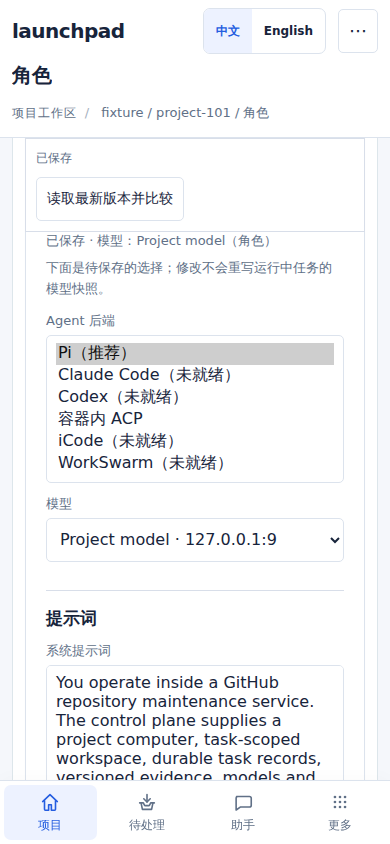 launchpad
中文
English
...
角色
项目工作区 / fixture / project-101 / 角色
已保存
读取最新版本并比较
已保存 · 模型：Project model（角色）
下面是待保存的选择；修改不会重写运行中任务的
模型快照。
Agent 后端
Pi（推荐）
Claude Code（未就绪）
Codex（未就绪）
容器内 ACP
iCode（未就绪）
WorkSwarm（未就绪）
模型
Project model · 127.0.0.1:9
提示词
系统提示词
You operate inside a GitHub
repository maintenance service.
The control plane supplies a
project computer, task-scoped
workspace, durable task records,
versioned evidence, models and
项目
待处理
助手
更多